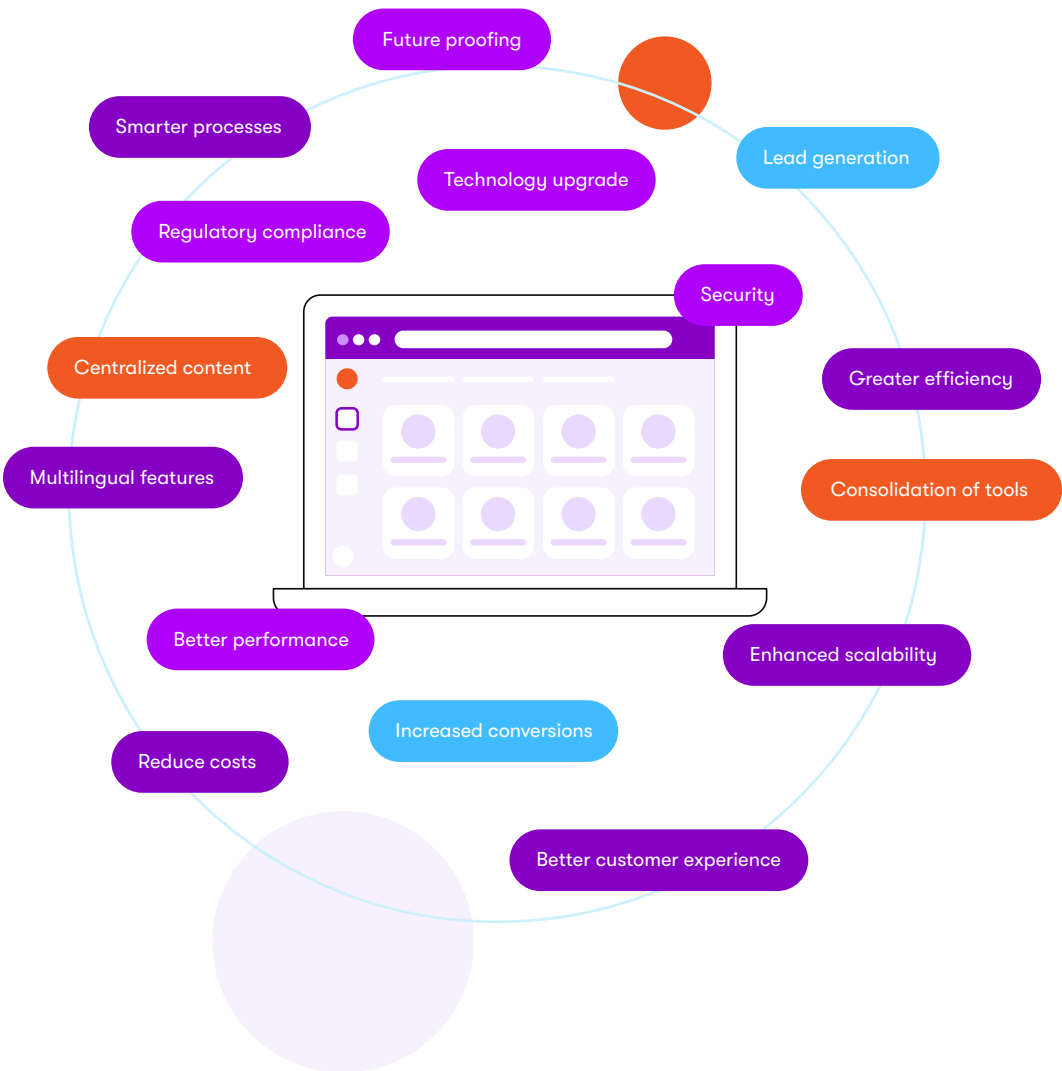 Future proofing
Smarter processes
Lead generation
Technology upgrade
Regulatory compliance
Security
Centralized content
Greater efficiency
Multilingual features
Consolidation of tools
Better performance
Enhanced scalability
Increased conversions
Reduce costs
Better customer experience